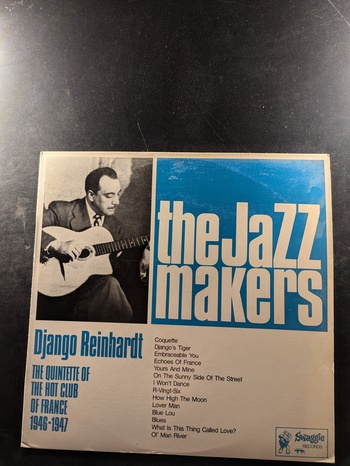 the Jazz
makers
Django Reinhardt
THE QUINTETTE OF
THE HOT CLUB
OF FRANCE
1946-1947
Coquette
Django's Tiger
Embraceable You
Echoes Of France
Yours And Mine
On The Sunny Side Of The Street
I Won't Dance
R-Vingt-Six
How High The Moon
Lover Man
Blue Lou
Blues
What Is This Thing Called Love?
Ol' Man River
Swaggie
RECORDS